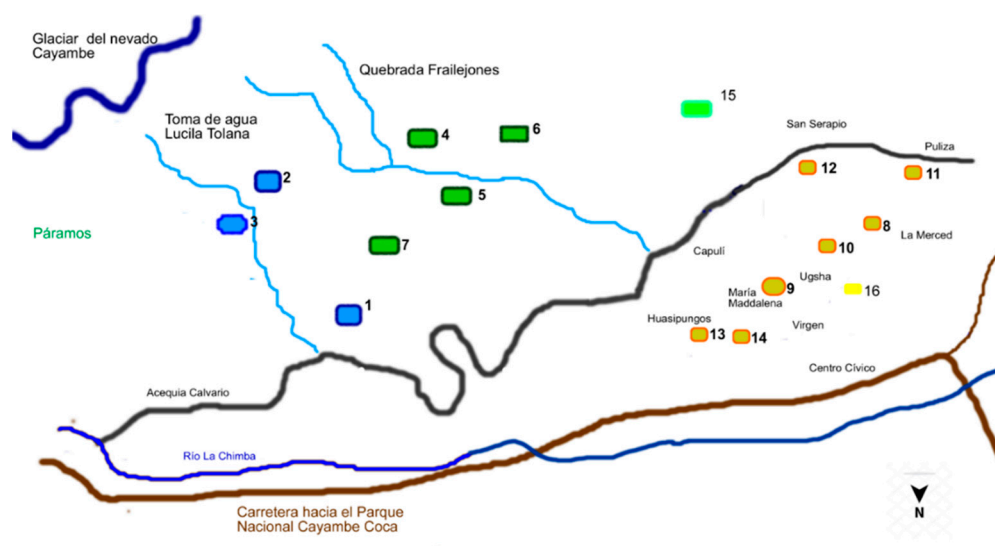 Glaciar del nevado
Cayambe
Quebrada Frailejones
Toma de agua
Lucila Tolana
15
San Serapio
Puliza
4
6
12
11
2
5
3
8
Páramos
La Merced
7
10
Capulí
Ugsha
María
Maddalena
9
16
1
Huasipungos
13
14
Virgen
Centro Cívico
Acequia Calvario
Río La Chimba
Carretera hacia el Parque
Nacional Cayambe Coca
N